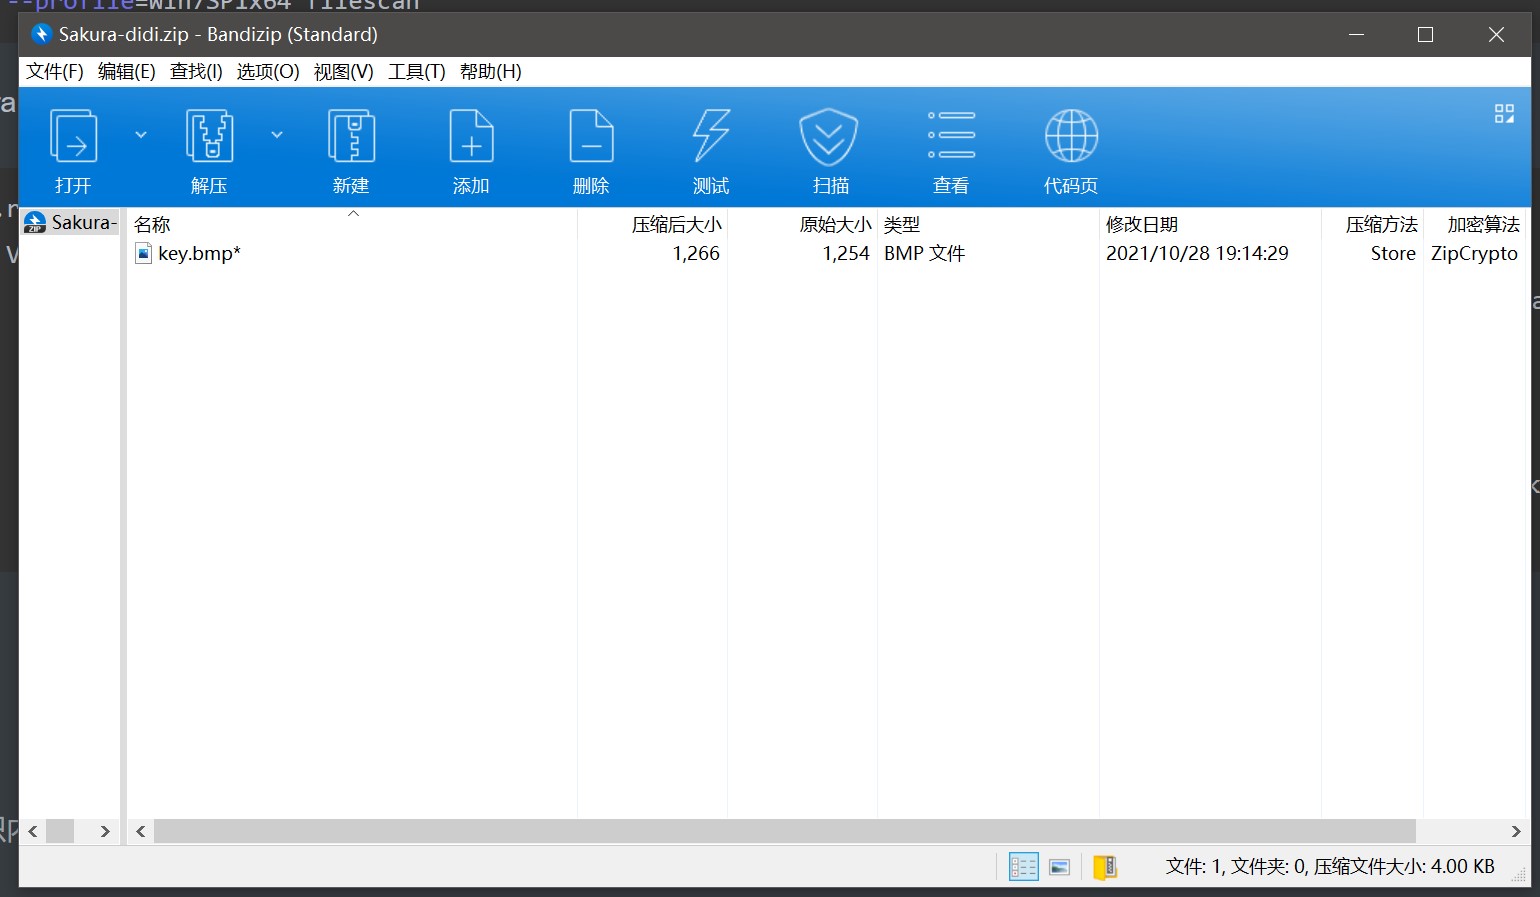 --profile=Win7SP1x64 filescan
Sakura-didi.zip - Bandizip (Standard)
文件(F) 编辑(E) 查找(I) 选项(O) 视图(V) 工具(T) 帮助(H)
打开 解压 新建 添加 删除 测试 扫描 查看 代码页
Sakura-
名称 压缩后大小 原始大小 类型 修改日期 压缩方法 加密算法
key.bmp* 1,266 1,254 BMP 文件 2021/10/28 19:14:29 Store ZipCrypto
文件: 1, 文件夹: 0, 压缩文件大小: 4.00 KB